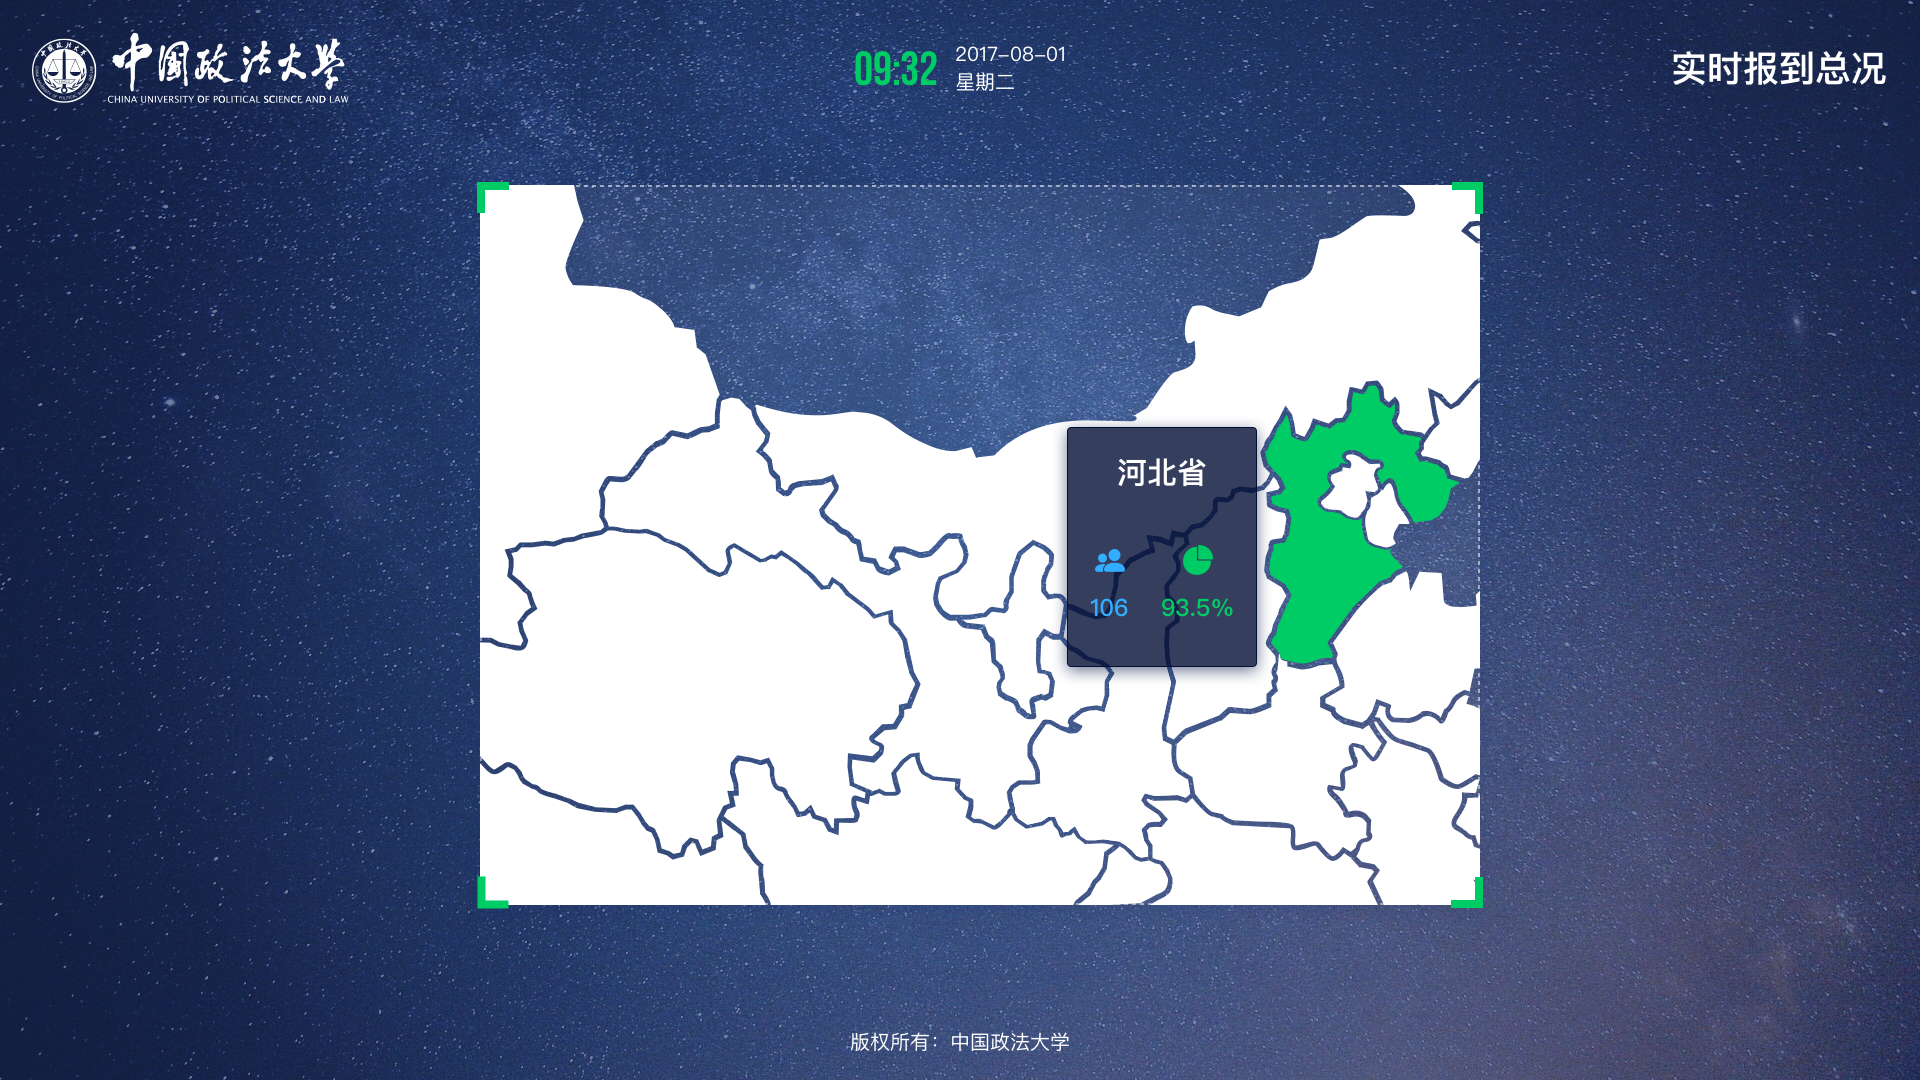 中国政法大学
CHINA UNIVERSITY OF POLITICAL SCIENCE AND LAW
09:32
2017-08-01
星期二
实时报到总况
河北省
106
93.5%
版权所有：中国政法大学